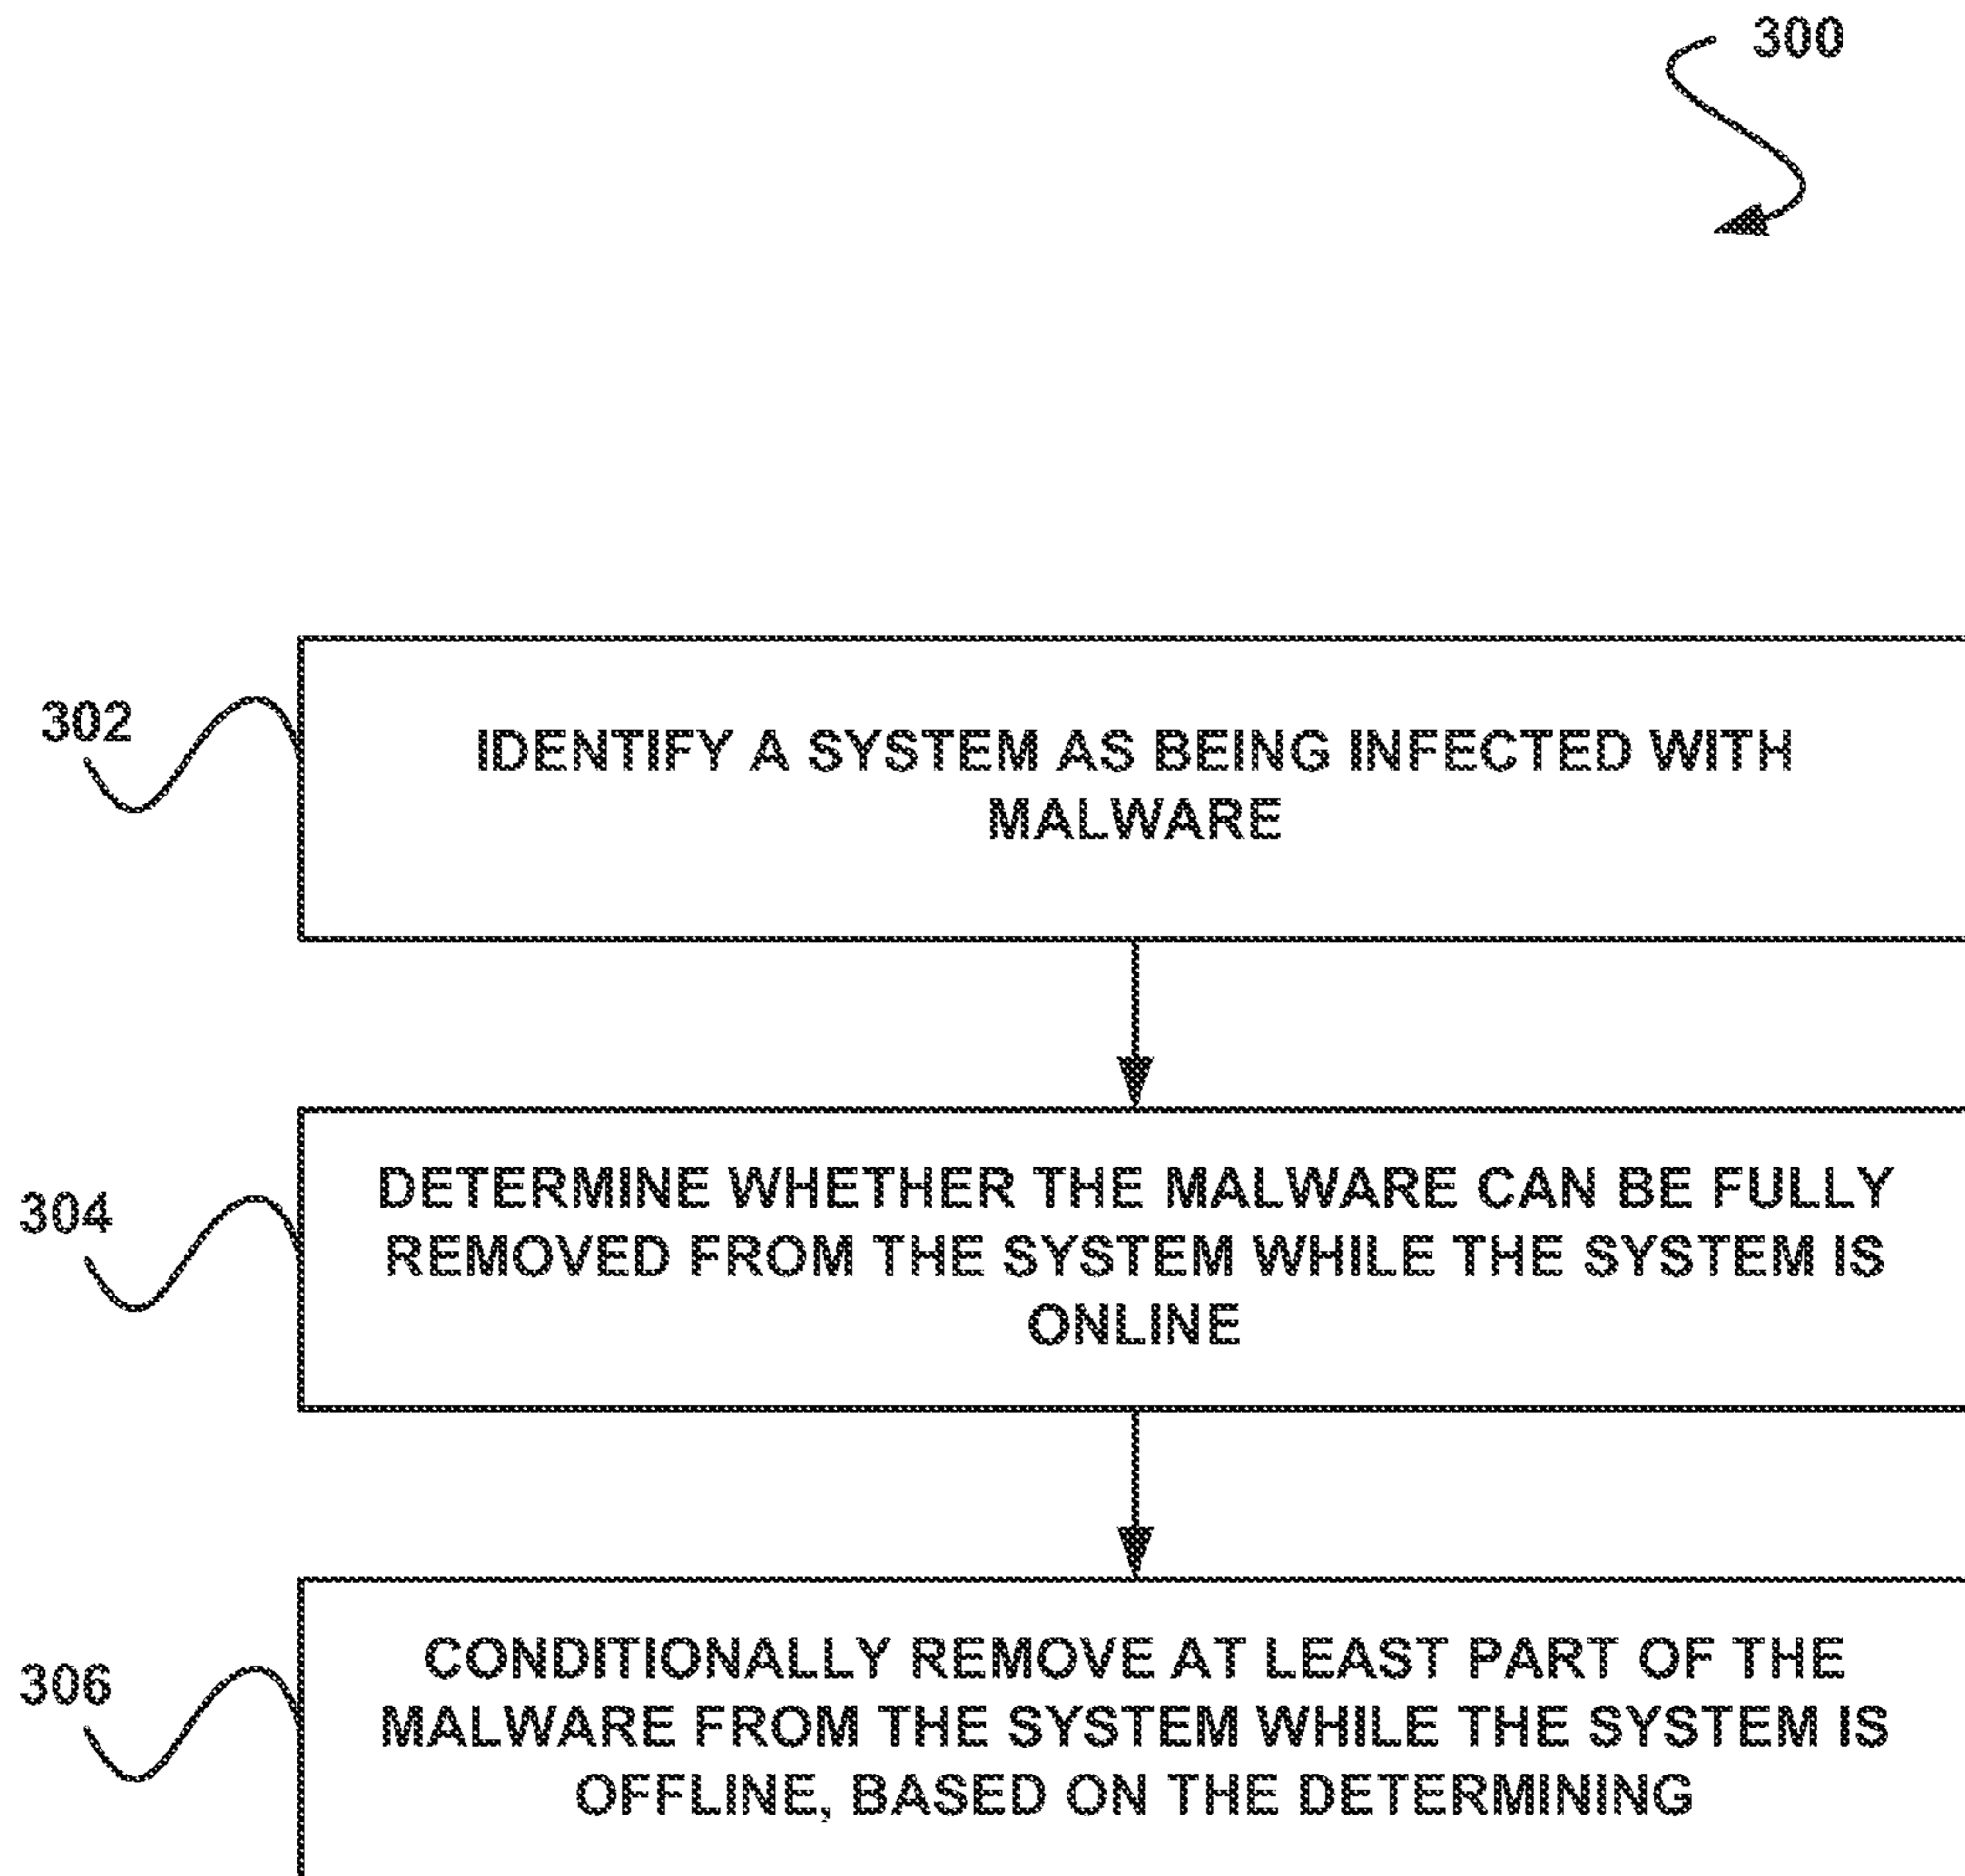 300
302
IDENTIFY A SYSTEM AS BEING INFECTED WITH
MALWARE
304
DETERMINE WHETHER THE MALWARE CAN BE FULLY
REMOVED FROM THE SYSTEM WHILE THE SYSTEM IS
ONLINE
306
CONDITIONALLY REMOVE AT LEAST PART OF THE
MALWARE FROM THE SYSTEM WHILE THE SYSTEM IS
OFFLINE, BASED ON THE DETERMINING